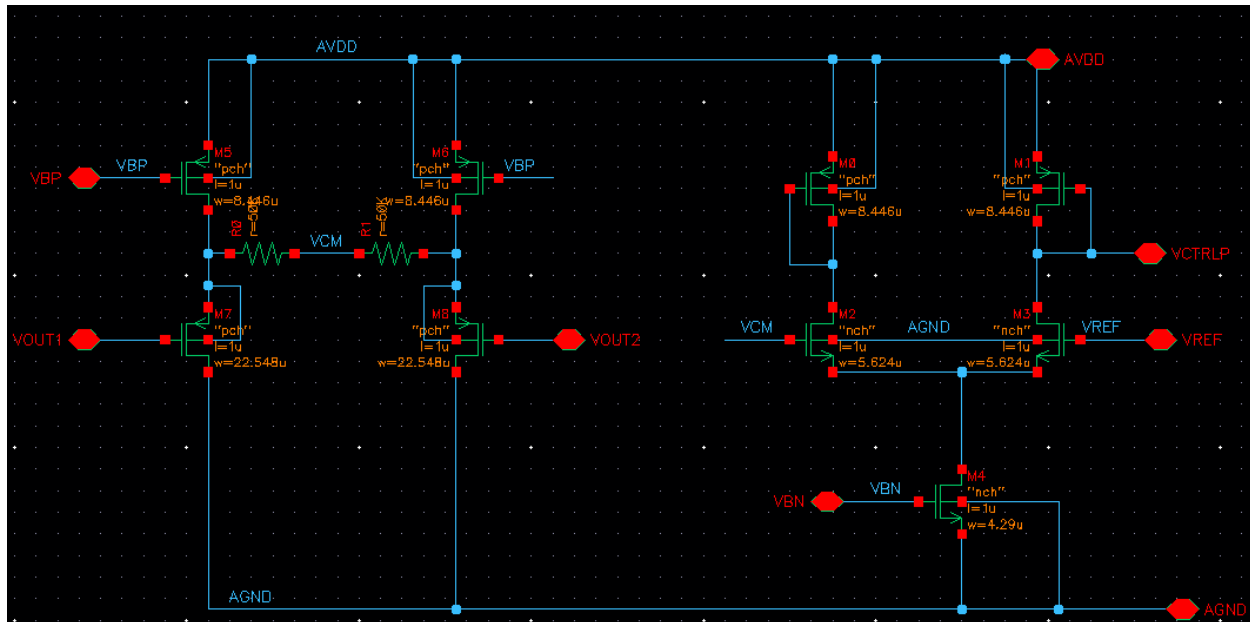 AVDD
AVDD
M5
"pch"
l=1u
w=8.446u
VBP
VBP
M6
"pch"
l=1u
w=8.446u
VBP
M0
"pch"
l=1u
w=8.446u
M1
"pch"
l=1u
w=8.446u
R0
r=50K
VCM
R1
r=50K
VCTRLP
M7
"pch"
l=1u
w=22.548u
VOUT1
M8
"pch"
l=1u
w=22.548u
VOUT2
VCM
M2
"nch"
l=1u
w=5.624u
AGND
M3
"nch"
l=1u
w=5.624u
VREF
VREF
M4
"nch"
l=1u
w=4.29u
VBN
VBN
AGND
AGND